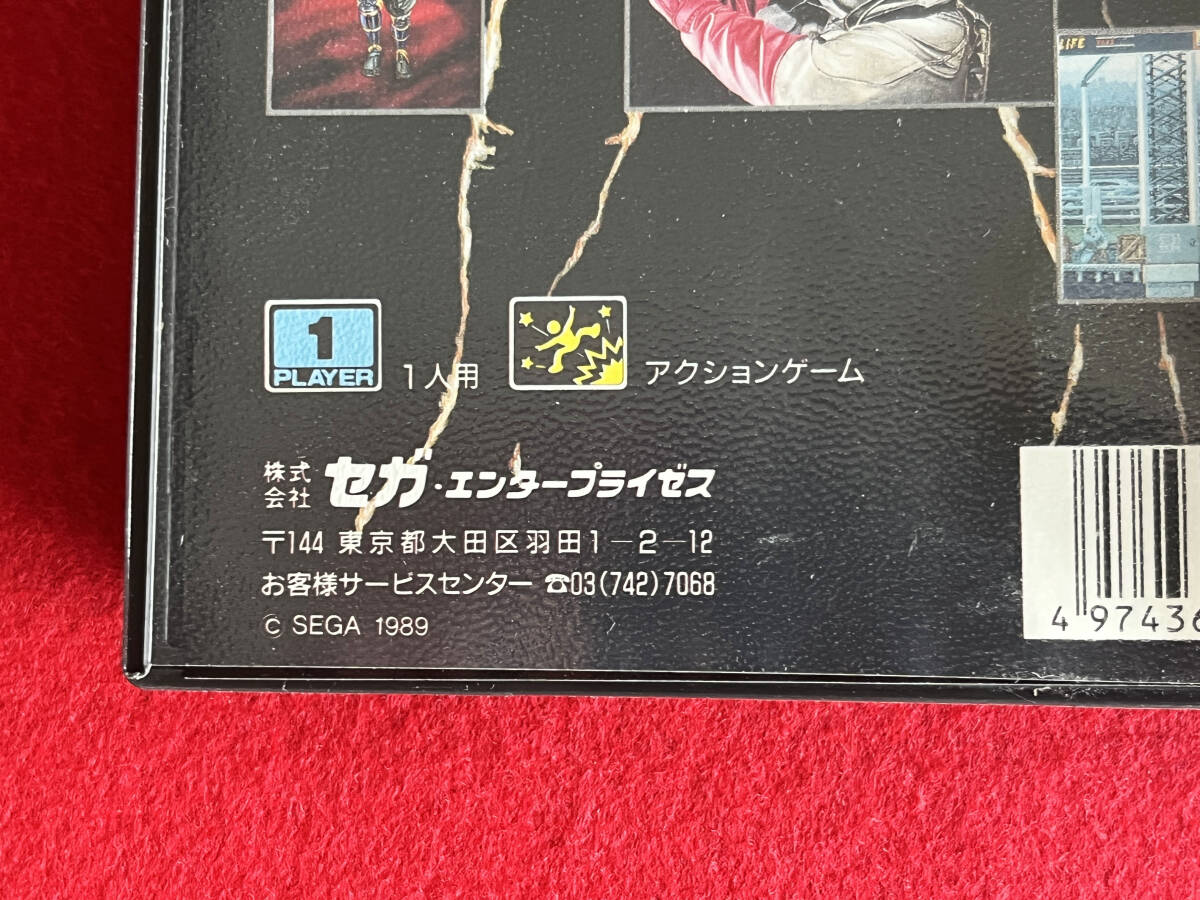 LIFE
1
PLAYER
1人用
アクションゲーム
株式会社 セガ・エンタープライゼス
〒144 東京都大田区羽田1-2-12
お客様サービスセンター ☎03(742)7068
© SEGA 1989
4 97436